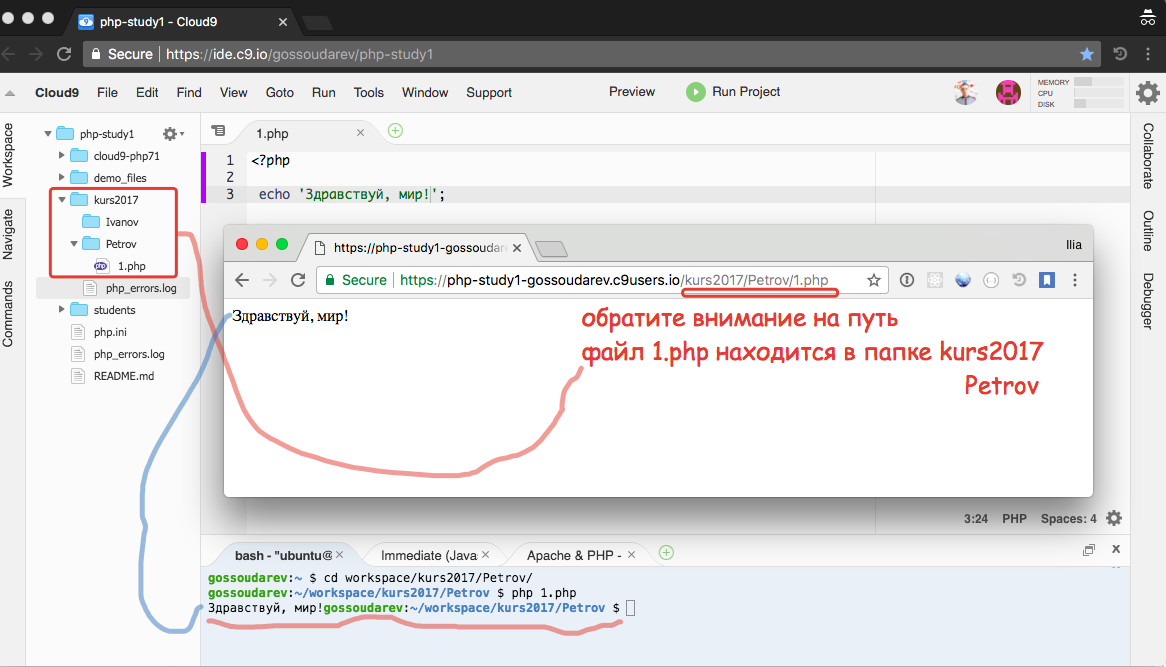 php-study1 - Cloud9
Secure https://ide.c9.io/gossoudarev/php-study1
Cloud9 File Edit Find View Goto Run Tools Window Support Preview Run Project
MEMORY
CPU
DISK
Workspace
Navigate
Commands
php-study1
cloud9-php71
demo_files
kurs2017
Ivanov
Petrov
1.php
php_errors.log
students
php.ini
php_errors.log
README.md
1.php
1 <?php
2
3 echo 'Здравствуй, мир!';
https://php-study1-gossoudar
Ilia
Secure https://php-study1-gossoudarev.c9users.io/kurs2017/Petrov/1.php
Здравствуй, мир!
обратите внимание на путь
файл 1.php находится в папке kurs2017
Petrov
3:24 PHP Spaces: 4
Collaborate
Outline
Debugger
bash - "ubuntu@ Immediate (Java Apache & PHP -
gossoudarev:~ $ cd workspace/kurs2017/Petrov/
gossoudarev:~/workspace/kurs2017/Petrov $ php 1.php
Здравствуй, мир!gossoudarev:~/workspace/kurs2017/Petrov $